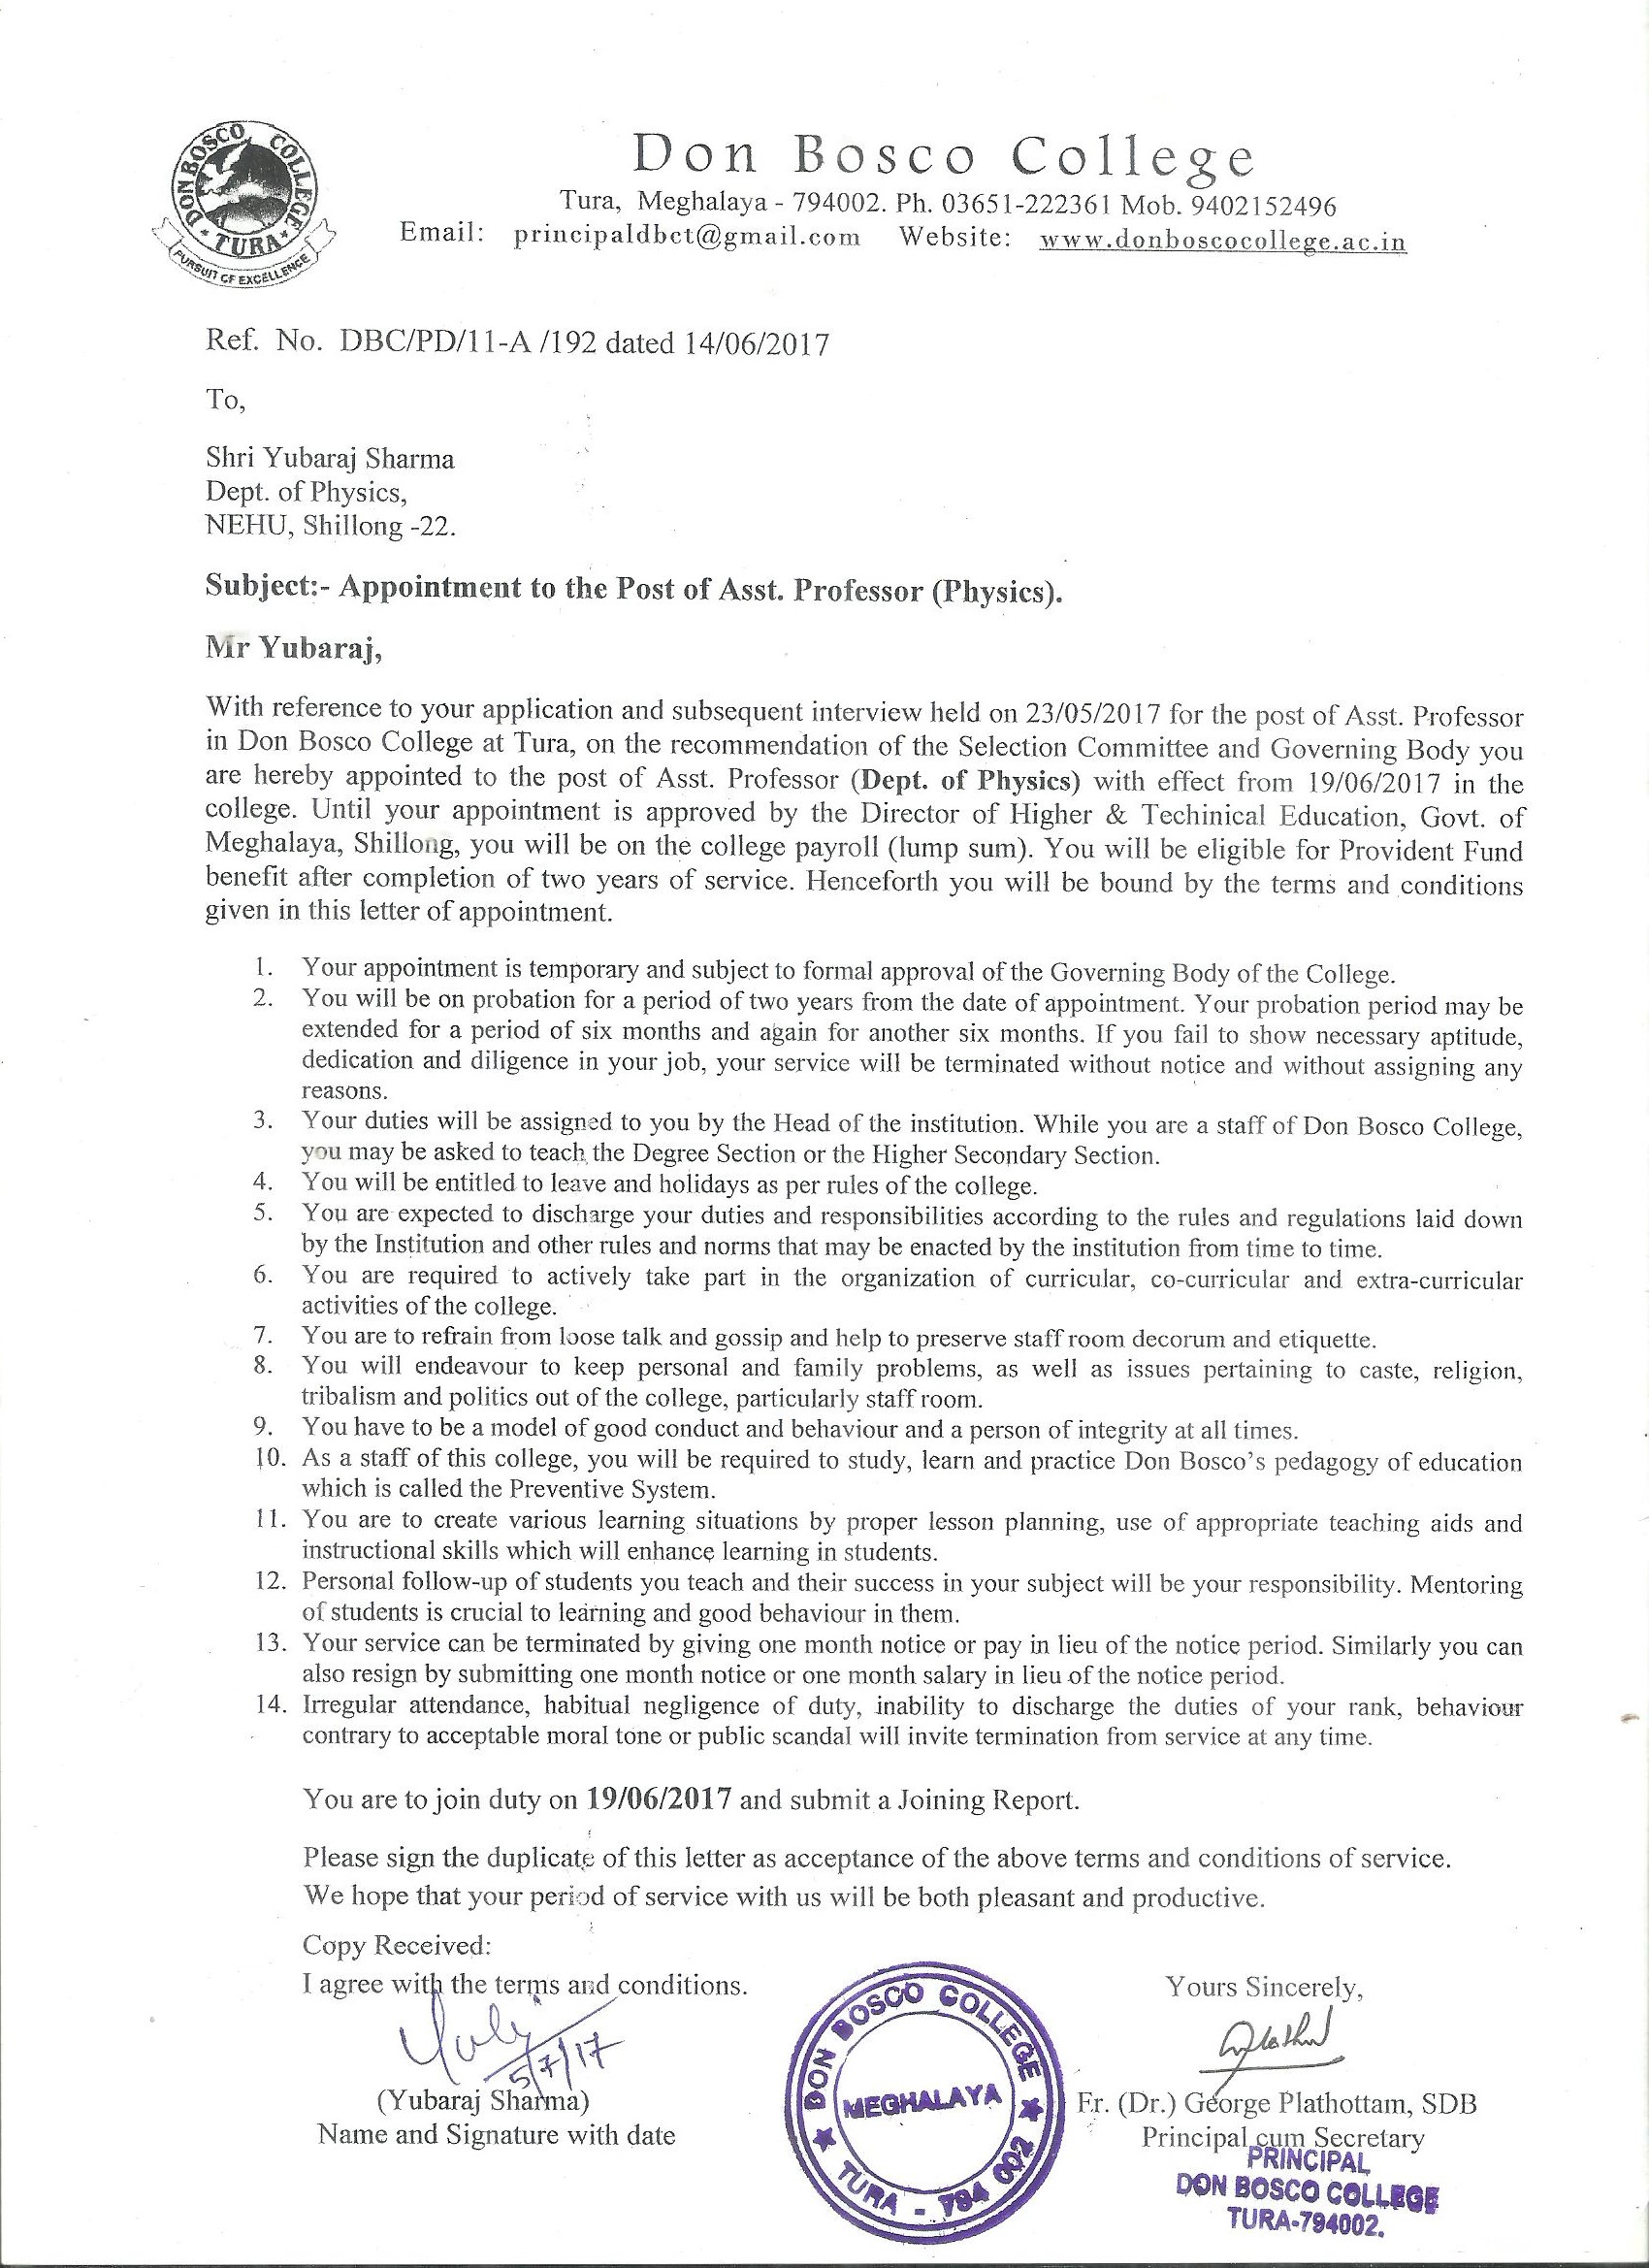 DON BOSCO COLLEGE
TURA
PURSUIT OF EXCELLENCE
Don Bosco College
Tura, Meghalaya - 794002. Ph. 03651-222361 Mob. 9402152496
Email: principaldbct@gmail.com Website: www.donboscocollege.ac.in
Ref. No. DBC/PD/11-A /192 dated 14/06/2017
To,
Shri Yubaraj Sharma
Dept. of Physics,
NEHU, Shillong -22.
Subject:- Appointment to the Post of Asst. Professor (Physics).
Mr Yubaraj,
With reference to your application and subsequent interview held on 23/05/2017 for the post of Asst. Professor
in Don Bosco College at Tura, on the recommendation of the Selection Committee and Governing Body you
are hereby appointed to the post of Asst. Professor (Dept. of Physics) with effect from 19/06/2017 in the
college. Until your appointment is approved by the Director of Higher & Techinical Education, Govt. of
Meghalaya, Shillong, you will be on the college payroll (lump sum). You will be eligible for Provident Fund
benefit after completion of two years of service. Henceforth you will be bound by the terms and conditions
given in this letter of appointment.
1. Your appointment is temporary and subject to formal approval of the Governing Body of the College.
2. You will be on probation for a period of two years from the date of appointment. Your probation period may be
extended for a period of six months and again for another six months. If you fail to show necessary aptitude,
dedication and diligence in your job, your service will be terminated without notice and without assigning any
reasons.
3. Your duties will be assigned to you by the Head of the institution. While you are a staff of Don Bosco College,
you may be asked to teach the Degree Section or the Higher Secondary Section.
4. You will be entitled to leave and holidays as per rules of the college.
5. You are expected to discharge your duties and responsibilities according to the rules and regulations laid down
by the Institution and other rules and norms that may be enacted by the institution from time to time.
6. You are required to actively take part in the organization of curricular, co-curricular and extra-curricular
activities of the college.
7. You are to refrain from loose talk and gossip and help to preserve staff room decorum and etiquette.
8. You will endeavour to keep personal and family problems, as well as issues pertaining to caste, religion,
tribalism and politics out of the college, particularly staff room.
9. You have to be a model of good conduct and behaviour and a person of integrity at all times.
10. As a staff of this college, you will be required to study, learn and practice Don Bosco's pedagogy of education
which is called the Preventive System.
11. You are to create various learning situations by proper lesson planning, use of appropriate teaching aids and
instructional skills which will enhance learning in students.
12. Personal follow-up of students you teach and their success in your subject will be your responsibility. Mentoring
of students is crucial to learning and good behaviour in them.
13. Your service can be terminated by giving one month notice or pay in lieu of the notice period. Similarly you can
also resign by submitting one month notice or one month salary in lieu of the notice period.
14. Irregular attendance, habitual negligence of duty, inability to discharge the duties of your rank, behaviour
contrary to acceptable moral tone or public scandal will invite termination from service at any time.
You are to join duty on 19/06/2017 and submit a Joining Report.
Please sign the duplicate of this letter as acceptance of the above terms and conditions of service.
We hope that your period of service with us will be both pleasant and productive.
Copy Received:
I agree with the terms and conditions.
5/7/17
(Yubaraj Sharma)
Name and Signature with date
DON BOSCO COLLEGE
MEGHALAYA
TURA - 794 002
Yours Sincerely,
Fr. (Dr.) George Plathottam, SDB
Principal cum Secretary
PRINCIPAL
DON BOSCO COLLEGE
TURA-794002.